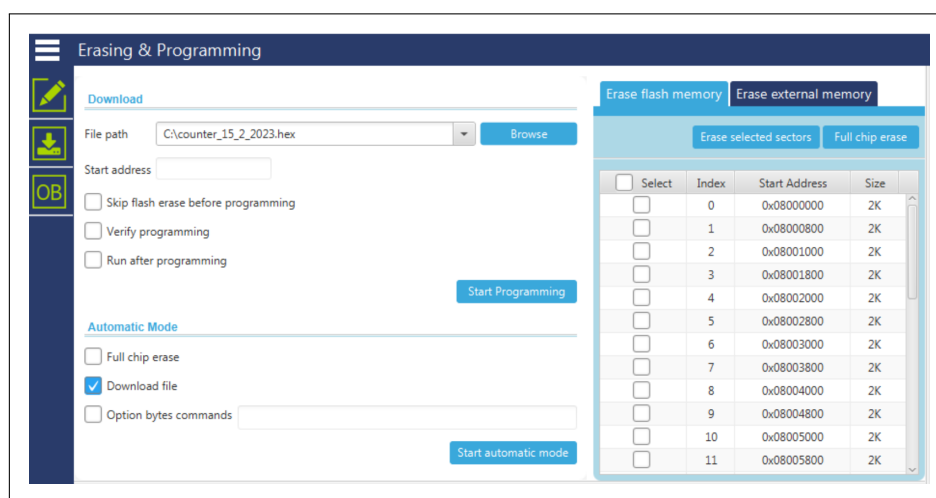 Erasing & Programming
Download
File path C:\counter_15_2_2023.hex Browse
Start address
Skip flash erase before programming
Verify programming
Run after programming
Start Programming
Automatic Mode
Full chip erase
Download file
Option bytes commands
Start automatic mode
OB
Erase flash memory Erase external memory
Erase selected sectors Full chip erase
Select Index Start Address Size
0 0x08000000 2K
1 0x08000800 2K
2 0x08001000 2K
3 0x08001800 2K
4 0x08002000 2K
5 0x08002800 2K
6 0x08003000 2K
7 0x08003800 2K
8 0x08004000 2K
9 0x08004800 2K
10 0x08005000 2K
11 0x08005800 2K